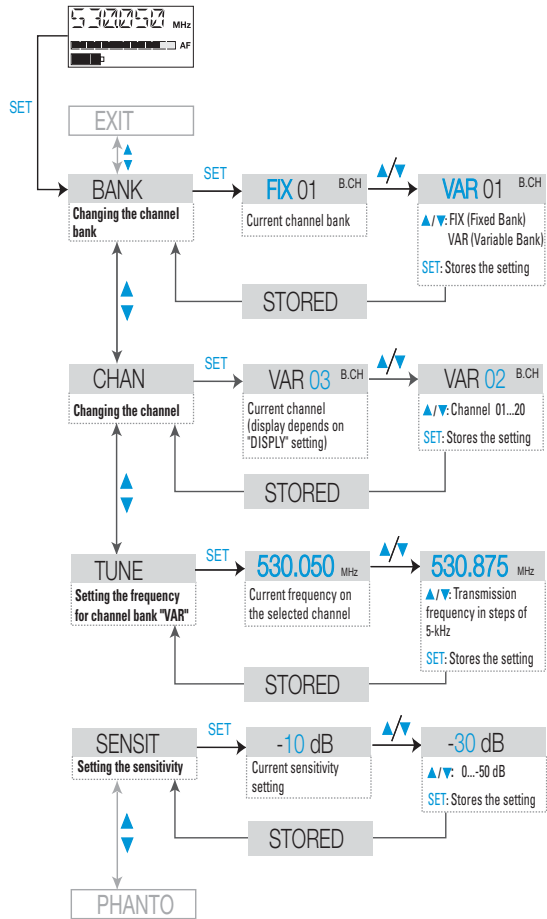 530.050 MHz
AF
SET
EXIT
BANK
Changing the channel
bank
SET
FIX 01 B.CH
Current channel bank
▲/▼
VAR 01 B.CH
▲/▼: FIX (Fixed Bank)
VAR (Variable Bank)
SET: Stores the setting
STORED
CHAN
Changing the channel
SET
VAR 03 B.CH
Current channel
(display depends on
"DISPLY" setting)
▲/▼
VAR 02 B.CH
▲/▼: Channel 01...20
SET: Stores the setting
STORED
TUNE
Setting the frequency
for channel bank "VAR"
SET
530.050 MHz
Current frequency on
the selected channel
▲/▼
530.875 MHz
▲/▼: Transmission
frequency in steps of
5-kHz
SET: Stores the setting
STORED
SENSIT
Setting the sensitivity
SET
-10 dB
Current sensitivity
setting
▲/▼
-30 dB
▲/▼: 0...-50 dB
SET: Stores the setting
STORED
PHANTO